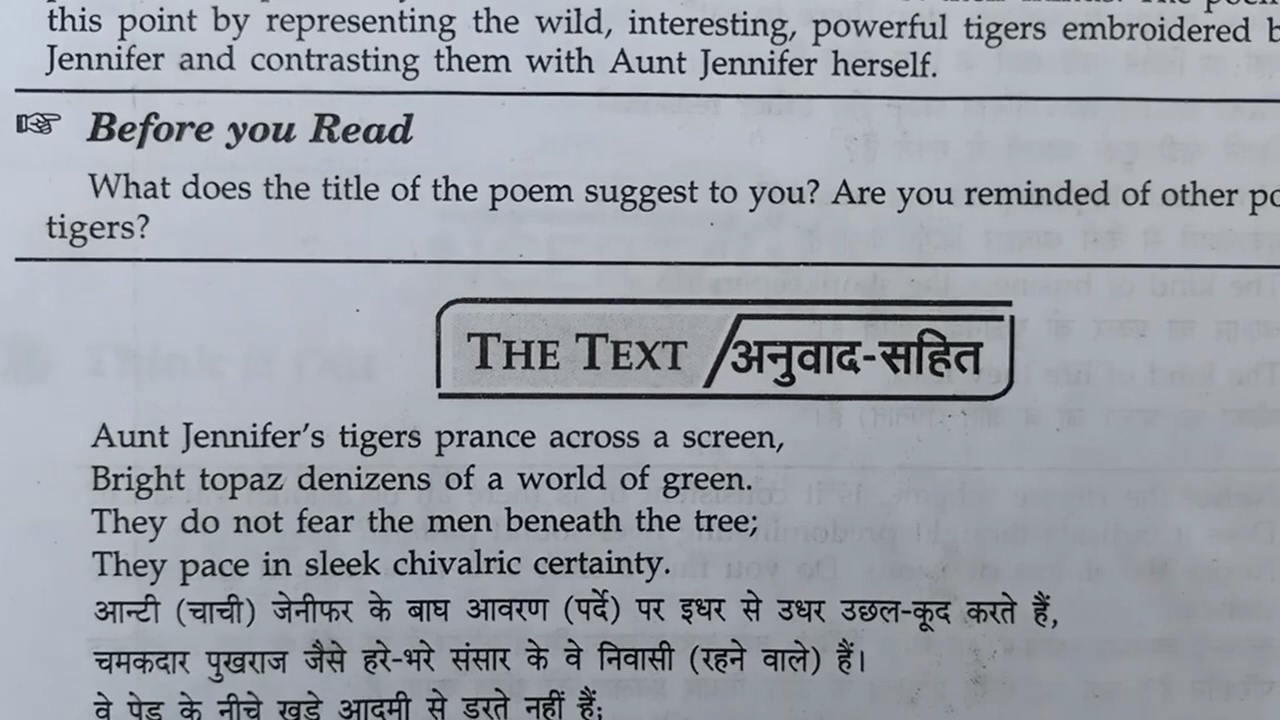 this point by representing the wild, interesting, powerful tigers embroidered
Jennifer and contrasting them with Aunt Jennifer herself.
Before you Read
What does the title of the poem suggest to you? Are you reminded of other
tigers?
THE TEXT / अनुवाद-सहित
Aunt Jennifer's tigers prance across a screen,
Bright topaz denizens of a world of green.
They do not fear the men beneath the tree;
They pace in sleek chivalric certainty.
आन्टी (चाची) जेनीफर के बाघ आवरण (पर्दे) पर इधर से उधर उछल-कूद करते हैं,
चमकदार पुखराज जैसे हरे-भरे संसार के वे निवासी (रहने वाले) हैं।
वे पेड़ के नीचे खड़े आदमी से डरते नहीं हैं;